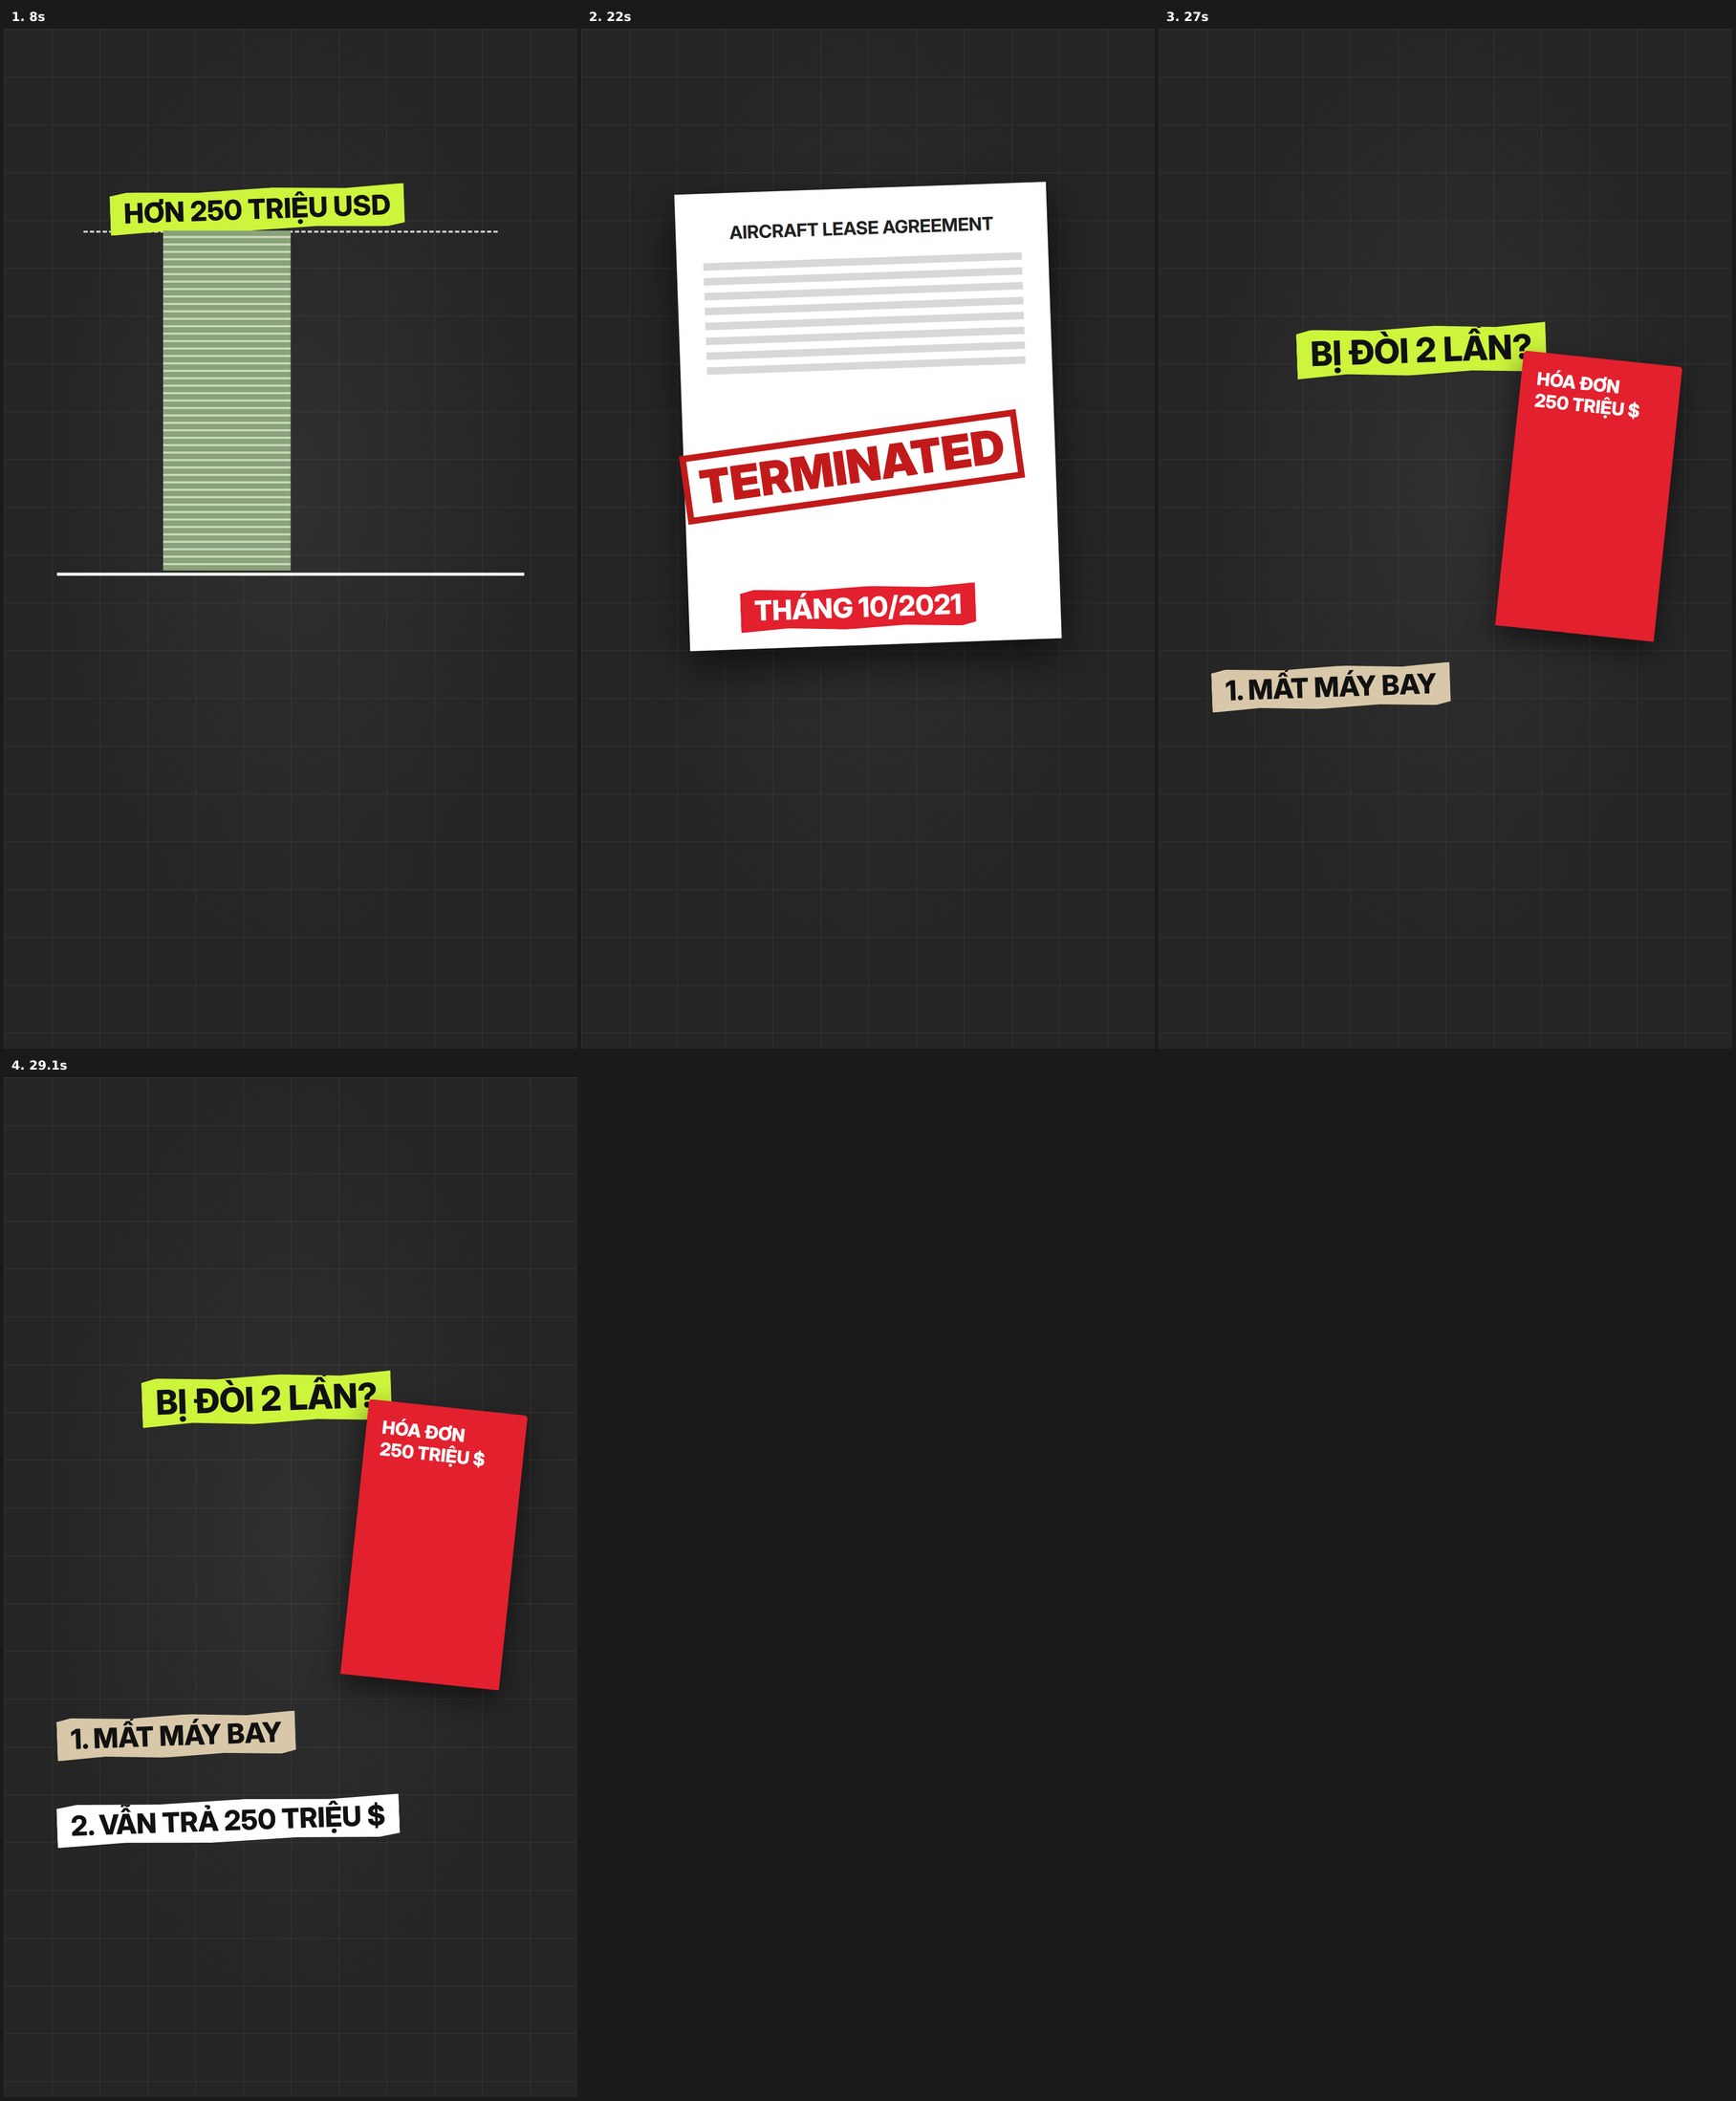 1. 8s
HƠN 250 TRIỆU USD
2. 22s
AIRCRAFT LEASE AGREEMENT
TERMINATED
THÁNG 10/2021
3. 27s
BỊ ĐÒI 2 LẦN?
HÓA ĐƠN
250 TRIỆU $
1. MẤT MÁY BAY
4. 29.1s
BỊ ĐÒI 2 LẦN?
HÓA ĐƠN
250 TRIỆU $
1. MẤT MÁY BAY
2. VẪN TRẢ 250 TRIỆU $